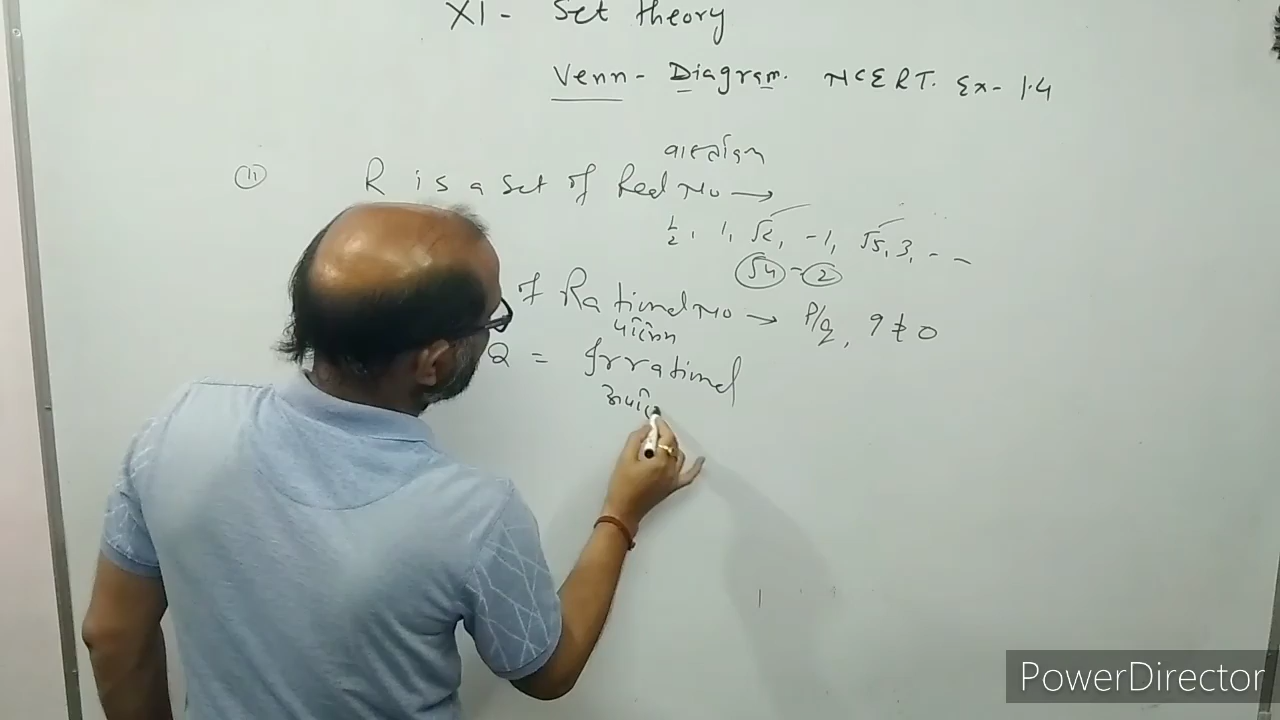 XI - Set theory
Venn - Diagram. NCERT. Ex- 1.4
वास्तविक
(11) R is a set of Real No →
1/2, 1, √2, -1, √5, 3, - -
√4 = 2
of Rational No → P/q, q ≠ 0
परिमेय
Q = Irrational
अपरि
PowerDirector